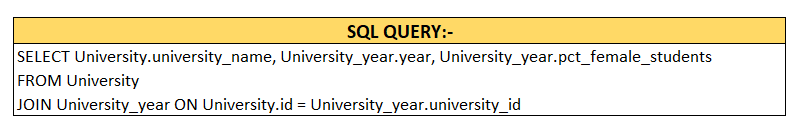 SQL QUERY:-
SELECT University.university_name, University_year.year, University_year.pct_female_students
FROM University
JOIN University_year ON University.id = University_year.university_id